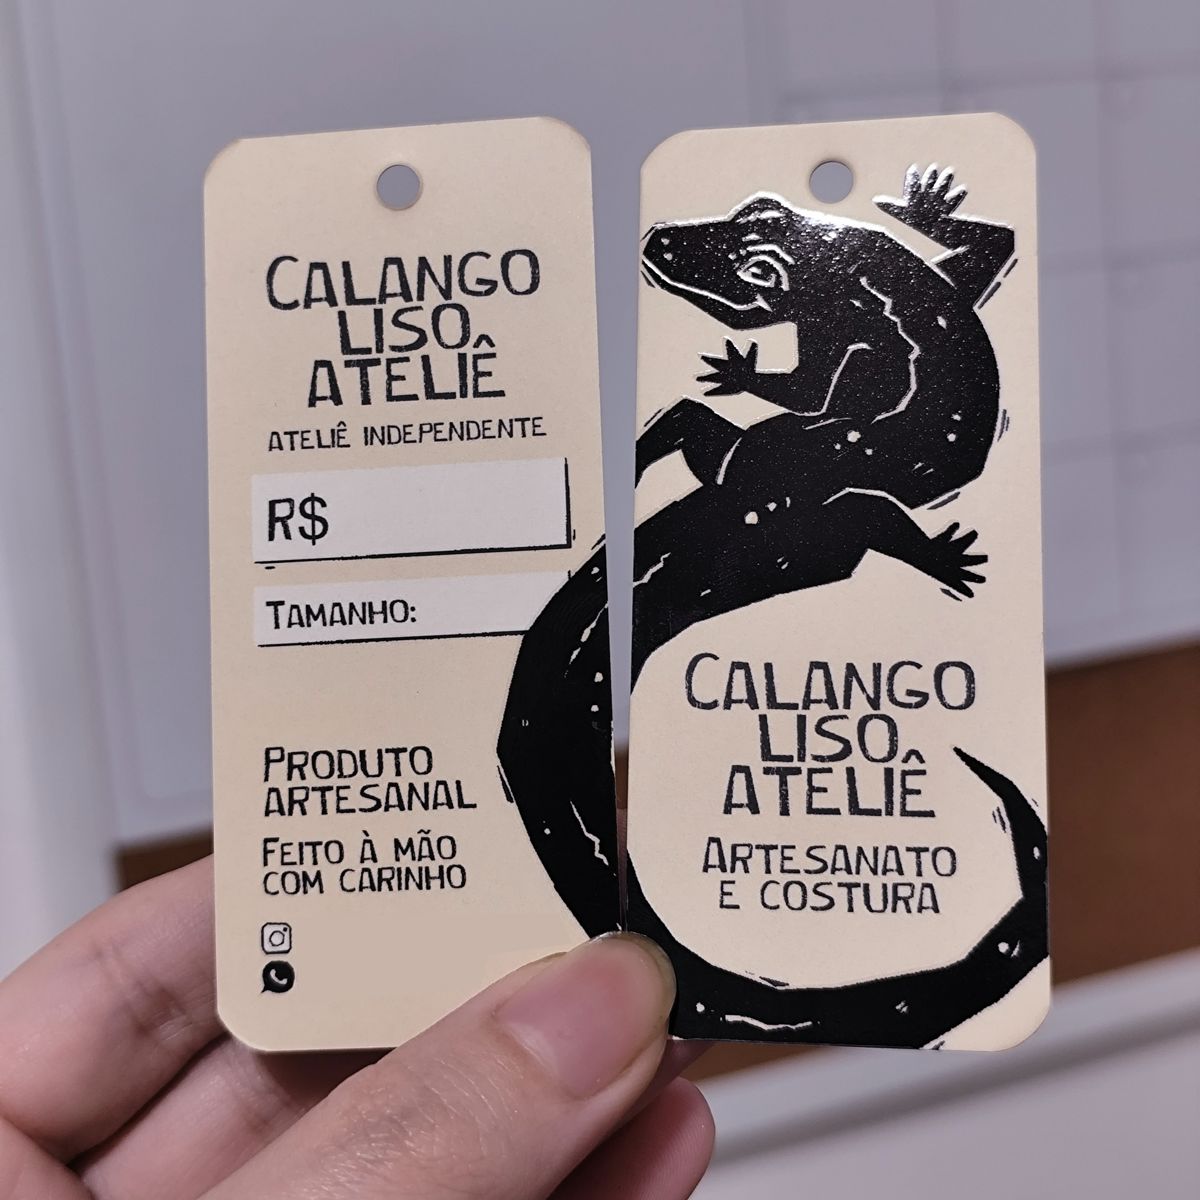 CALANGO
LISO
ATELIÊ
ATELIÊ INDEPENDENTE
R$
TAMANHO:
PRODUTO
ARTESANAL
FEITO À MÃO
COM CARINHO
CALANGO
LISO
ATELIÊ
ARTESANATO
E COSTURA